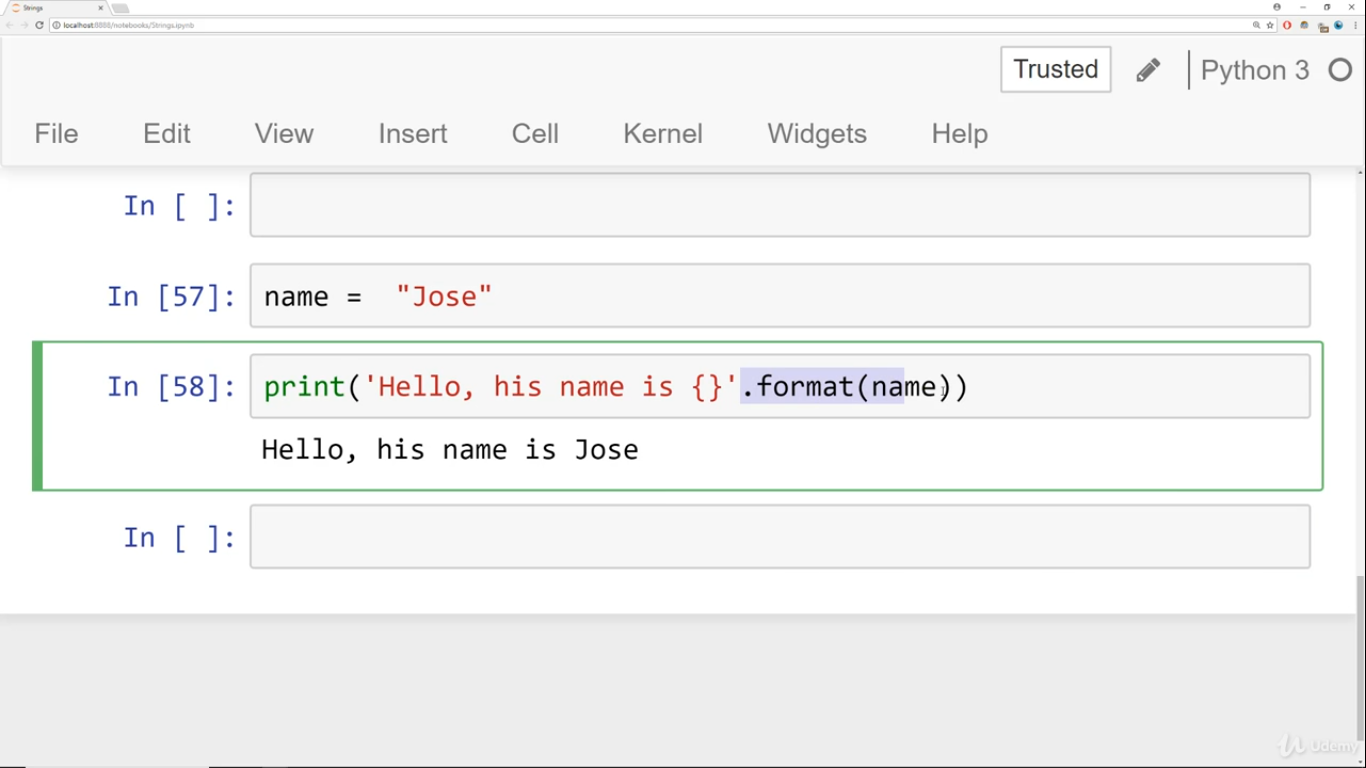 Strings
localhost:8888/notebooks/Strings.ipynb
Trusted
Python 3
File Edit View Insert Cell Kernel Widgets Help
In [ ]:
In [57]: name =  "Jose"
In [58]: print('Hello, his name is {}'.format(name))
Hello, his name is Jose
In [ ]:
Udemy